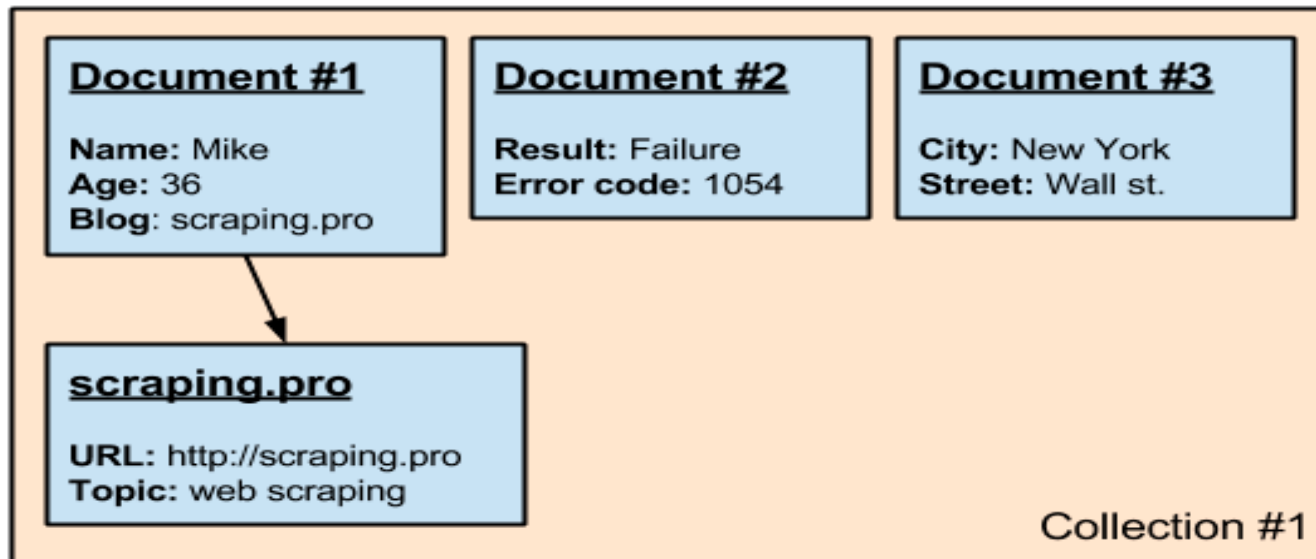 Document #1
Name: Mike
Age: 36
Blog: scraping.pro
Document #2
Result: Failure
Error code: 1054
Document #3
City: New York
Street: Wall st.
scraping.pro
URL: http://scraping.pro
Topic: web scraping
Collection #1